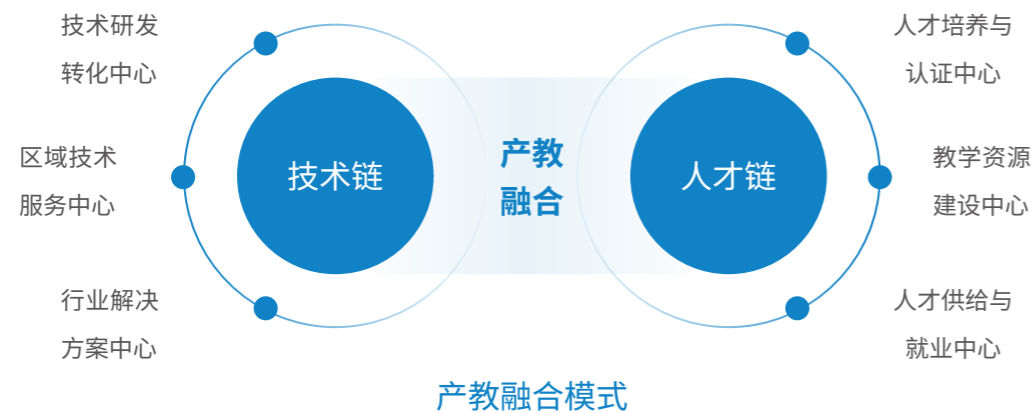 技术研发
转化中心
区域技术
服务中心
行业解决
方案中心
技术链
产教
融合
人才链
人才培养与
认证中心
教学资源
建设中心
人才供给与
就业中心
产教融合模式